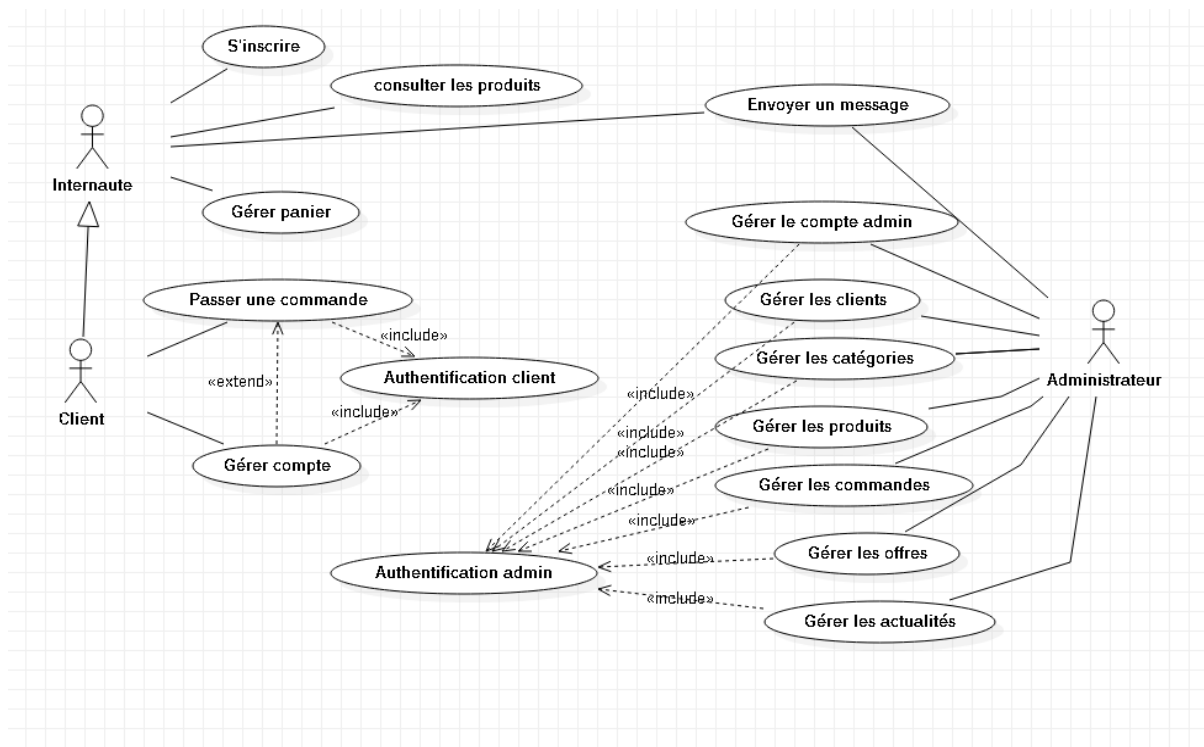 S'inscrire
consulter les produits
Envoyer un message
Internaute
Gérer panier
Gérer le compte admin
Passer une commande
Gérer les clients
«include»
Gérer les catégories
Authentification client
«extend»
Administrateur
«include»
«include»
Client
Gérer les produits
«include»
«include»
Gérer compte
Gérer les commandes
«include»
«include»
Gérer les offres
«include»
Authentification admin
«include»
Gérer les actualités